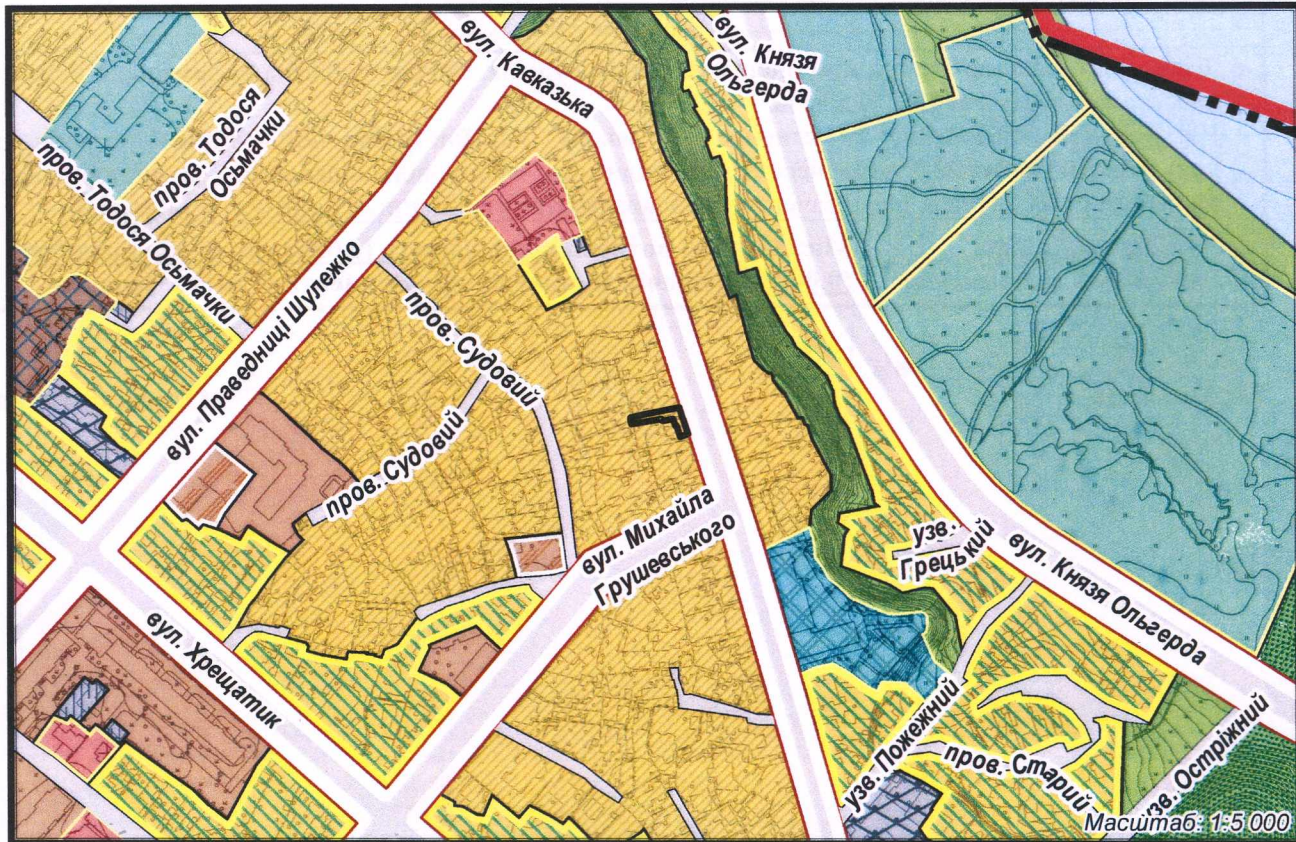 вул. Кавказька
вул. Князя
Ольгерда
пров. Тодося
Осьмачки
пров. Тодося Осьмачки
вул. Праведниці Шулежко
пров. Судовий
пров. Судовий
вул. Михайла
Грушевського
узв.
Грецький
вул. Князя Ольгерда
вул. Хрещатик
узв. Пожежний
пров. Старий
узв. Остріжний
Масштаб: 1:5 000